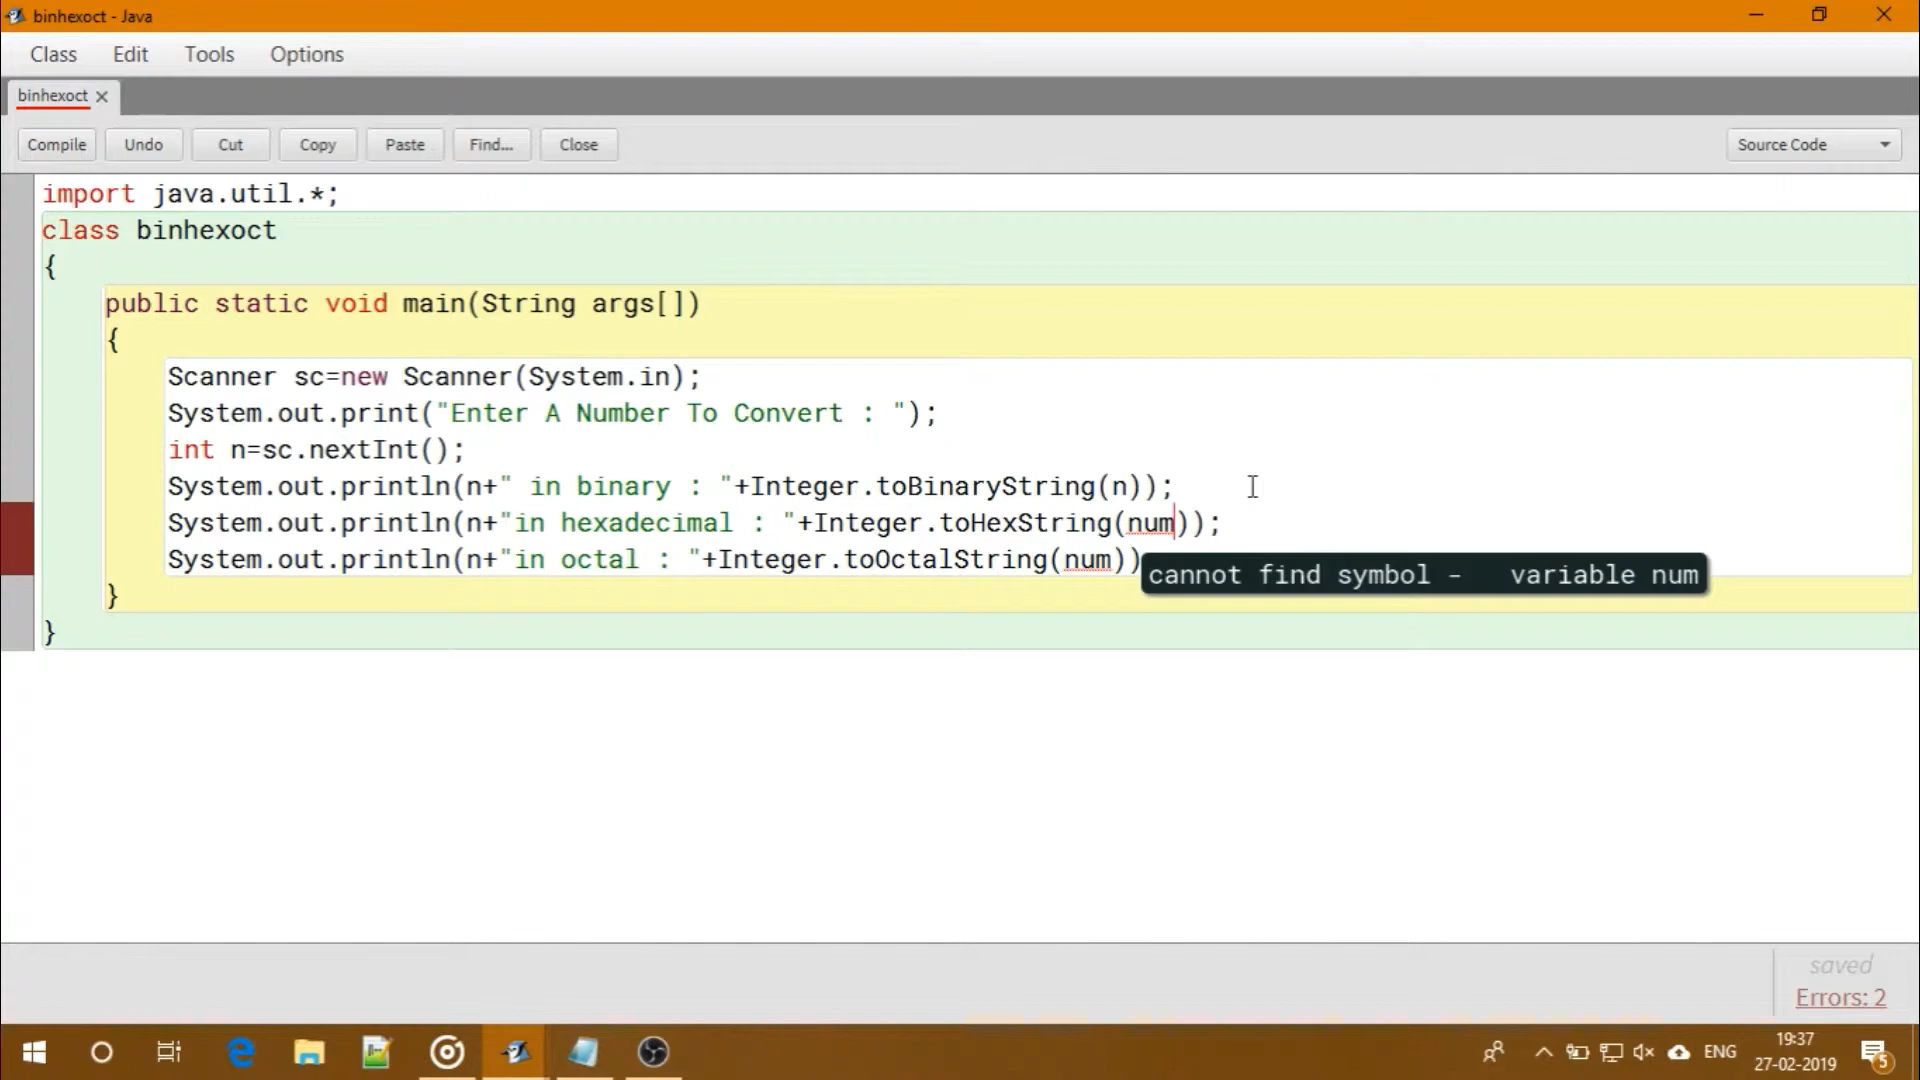 binhexoct - Java
Class Edit Tools Options
binhexoct
Compile Undo Cut Copy Paste Find... Close Source Code
import java.util.*;
class binhexoct
{
public static void main(String args[])
{
Scanner sc=new Scanner(System.in);
System.out.print("Enter A Number To Convert : ");
int n=sc.nextInt();
System.out.println(n+" in binary : "+Integer.toBinaryString(n));
System.out.println(n+"in hexadecimal : "+Integer.toHexString(num));
System.out.println(n+"in octal : "+Integer.toOctalString(num))
cannot find symbol -   variable num
}
}
saved
Errors: 2
ENG
19:37
27-02-2019
5